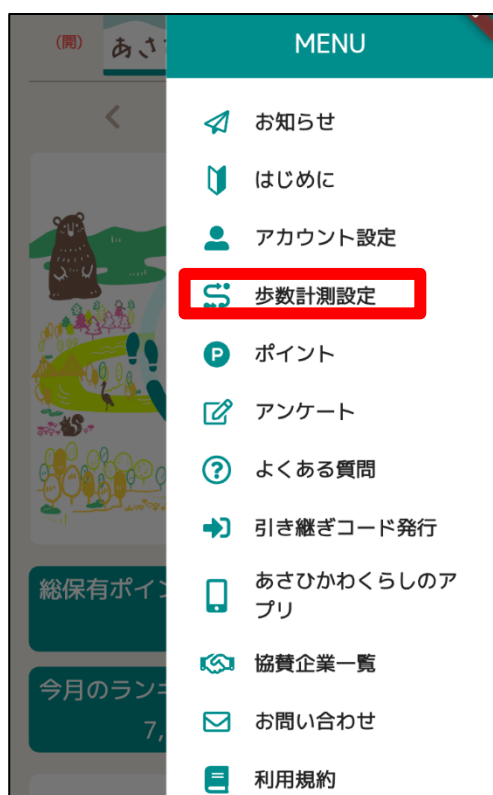 (開)
あさ
MENU
お知らせ
はじめに
アカウント設定
歩数計測設定
P
ポイント
アンケート
?
よくある質問
引き継ぎコード発行
あさひかわくらしのア
プリ
協賛企業一覧
お問い合わせ
利用規約
総保有ポイ
今月のラン
7,